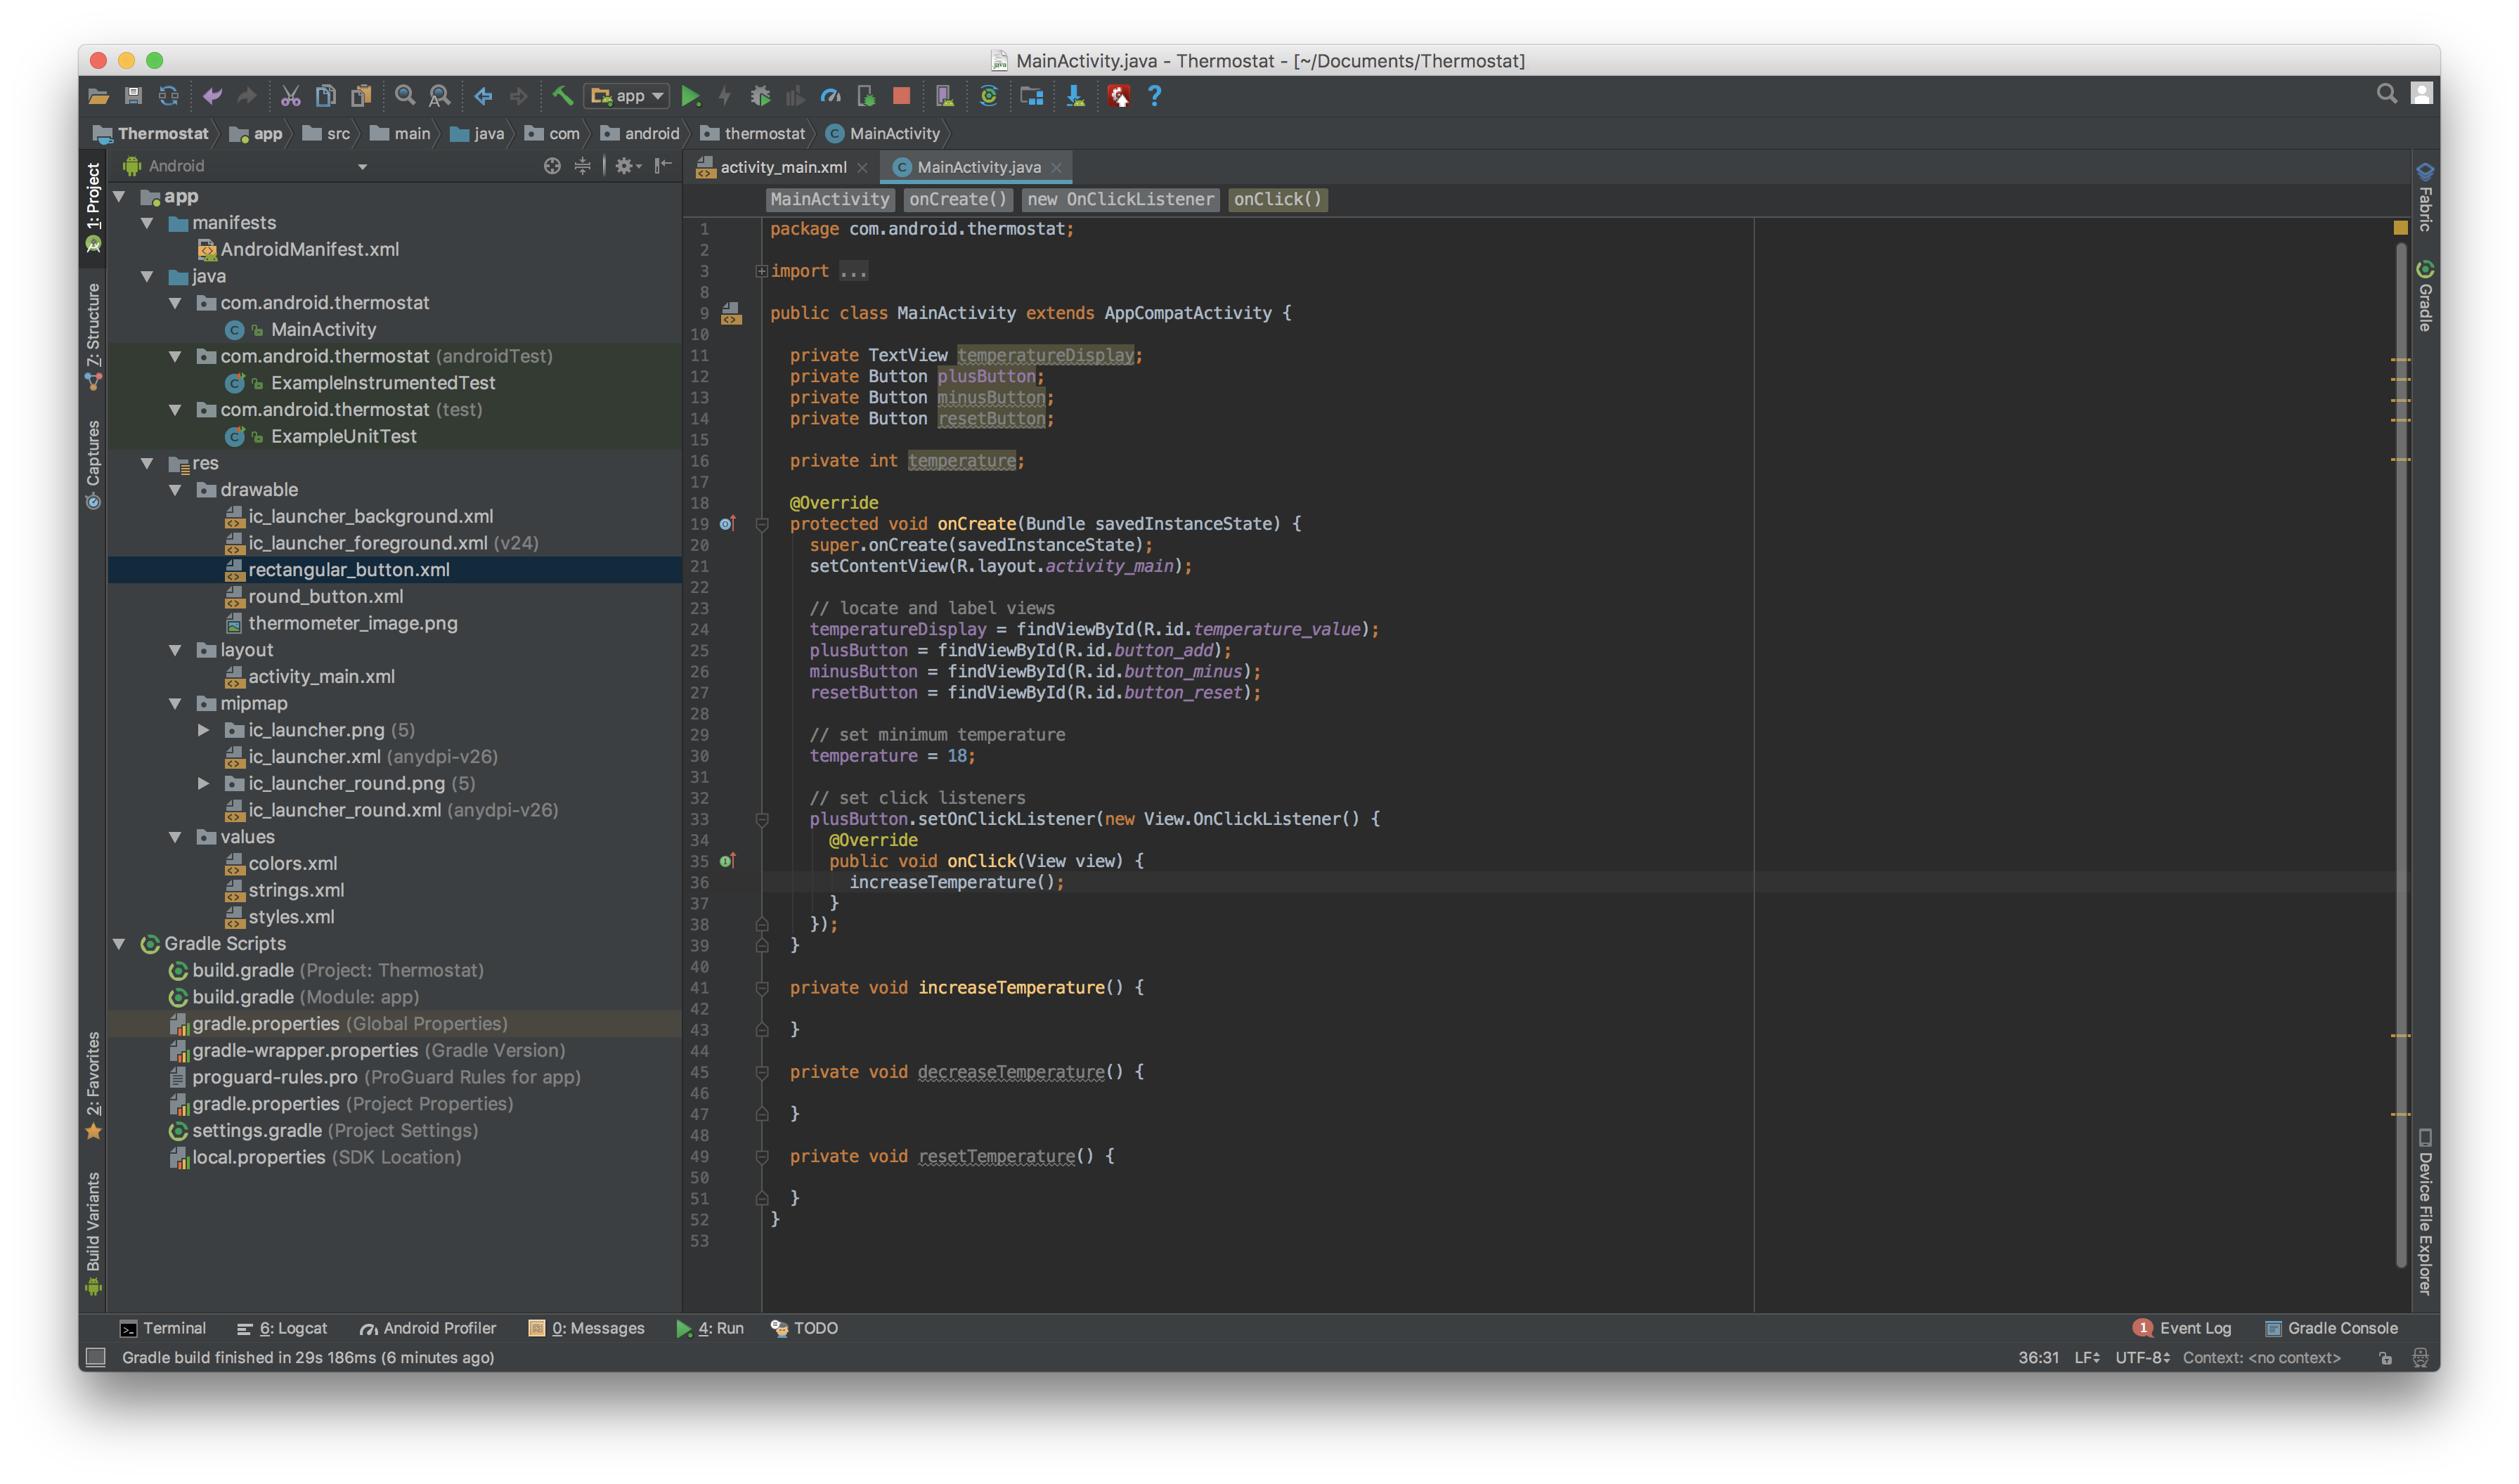 MainActivity.java - Thermostat - [~/Documents/Thermostat]
app
Thermostat app src main java com android thermostat MainActivity
1: Project
Z: Structure
Captures
2: Favorites
Build Variants
Android
app
manifests
AndroidManifest.xml
java
com.android.thermostat
MainActivity
com.android.thermostat (androidTest)
ExampleInstrumentedTest
com.android.thermostat (test)
ExampleUnitTest
res
drawable
ic_launcher_background.xml
ic_launcher_foreground.xml (v24)
rectangular_button.xml
round_button.xml
thermometer_image.png
layout
activity_main.xml
mipmap
ic_launcher.png (5)
ic_launcher.xml (anydpi-v26)
ic_launcher_round.png (5)
ic_launcher_round.xml (anydpi-v26)
values
colors.xml
strings.xml
styles.xml
Gradle Scripts
build.gradle (Project: Thermostat)
build.gradle (Module: app)
gradle.properties (Global Properties)
gradle-wrapper.properties (Gradle Version)
proguard-rules.pro (ProGuard Rules for app)
gradle.properties (Project Properties)
settings.gradle (Project Settings)
local.properties (SDK Location)
activity_main.xml MainActivity.java
MainActivity onCreate() new OnClickListener onClick()
1 package com.android.thermostat;
2
3 import ...
8
9 public class MainActivity extends AppCompatActivity {
10
11 private TextView temperatureDisplay;
12 private Button plusButton;
13 private Button minusButton;
14 private Button resetButton;
15
16 private int temperature;
17
18 @Override
19 protected void onCreate(Bundle savedInstanceState) {
20 super.onCreate(savedInstanceState);
21 setContentView(R.layout.activity_main);
22
23 // locate and label views
24 temperatureDisplay = findViewById(R.id.temperature_value);
25 plusButton = findViewById(R.id.button_add);
26 minusButton = findViewById(R.id.button_minus);
27 resetButton = findViewById(R.id.button_reset);
28
29 // set minimum temperature
30 temperature = 18;
31
32 // set click listeners
33 plusButton.setOnClickListener(new View.OnClickListener() {
34 @Override
35 public void onClick(View view) {
36 increaseTemperature();
37 }
38 });
39 }
40
41 private void increaseTemperature() {
42
43 }
44
45 private void decreaseTemperature() {
46
47 }
48
49 private void resetTemperature() {
50
51 }
52 }
53
Fabric
Gradle
Device File Explorer
Terminal 6: Logcat Android Profiler 0: Messages 4: Run TODO 1 Event Log Gradle Console
Gradle build finished in 29s 186ms (6 minutes ago) 36:31 LF UTF-8 Context: <no context>